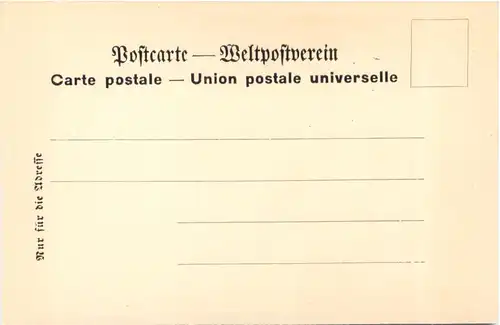 Postcarte — Weltpostverein
Carte postale — Union postale universelle
Nur für die Adresse